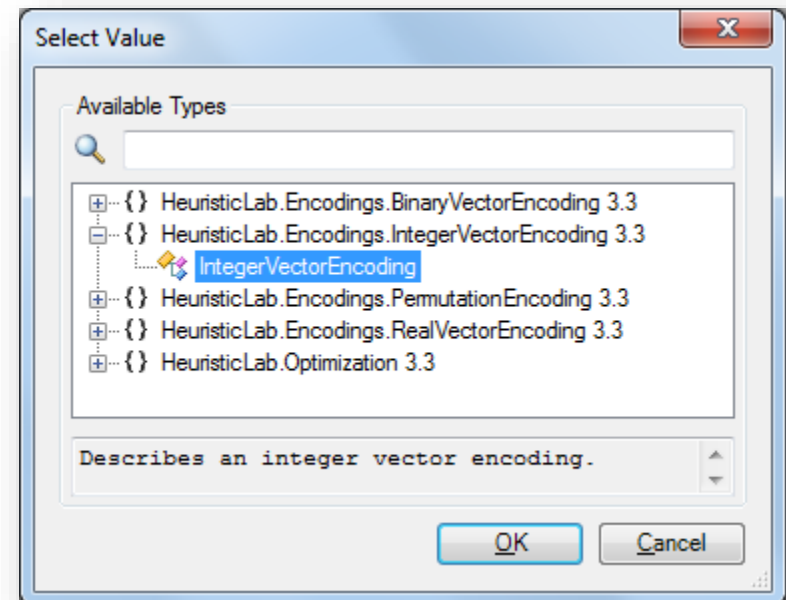 Select Value
Available Types
{} HeuristicLab.Encodings.BinaryVectorEncoding 3.3
{} HeuristicLab.Encodings.IntegerVectorEncoding 3.3
IntegerVectorEncoding
{} HeuristicLab.Encodings.PermutationEncoding 3.3
{} HeuristicLab.Encodings.RealVectorEncoding 3.3
{} HeuristicLab.Optimization 3.3
Describes an integer vector encoding.
OK Cancel